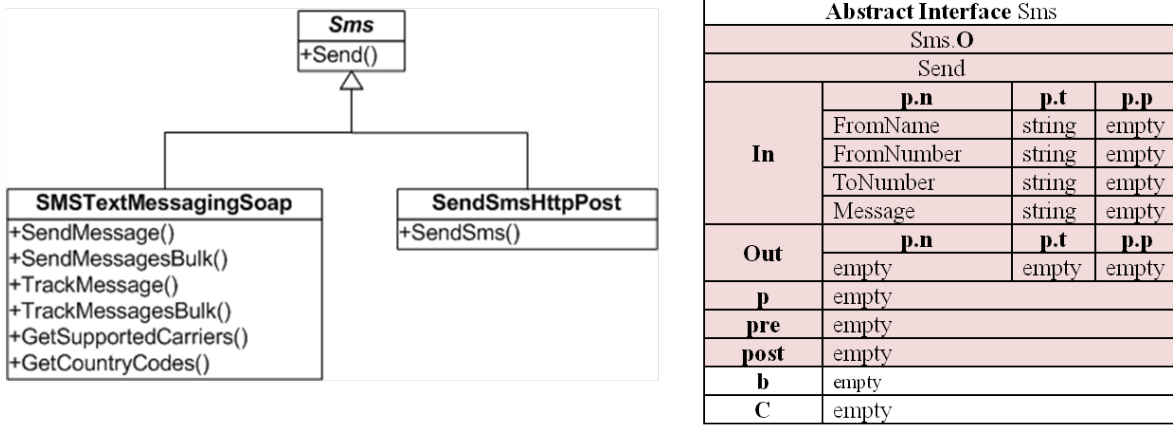 Sms
+Send()
SMSTextMessagingSoap
+SendMessage()
+SendMessagesBulk()
+TrackMessage()
+TrackMessagesBulk()
+GetSupportedCarriers()
+GetCountryCodes()
SendSmsHttpPost
+SendSms()
Abstract Interface Sms
Sms.O
Send
In
p.n p.t p.p
FromName string empty
FromNumber string empty
ToNumber string empty
Message string empty
Out
p.n p.t p.p
empty empty empty
p empty
pre empty
post empty
b empty
C empty